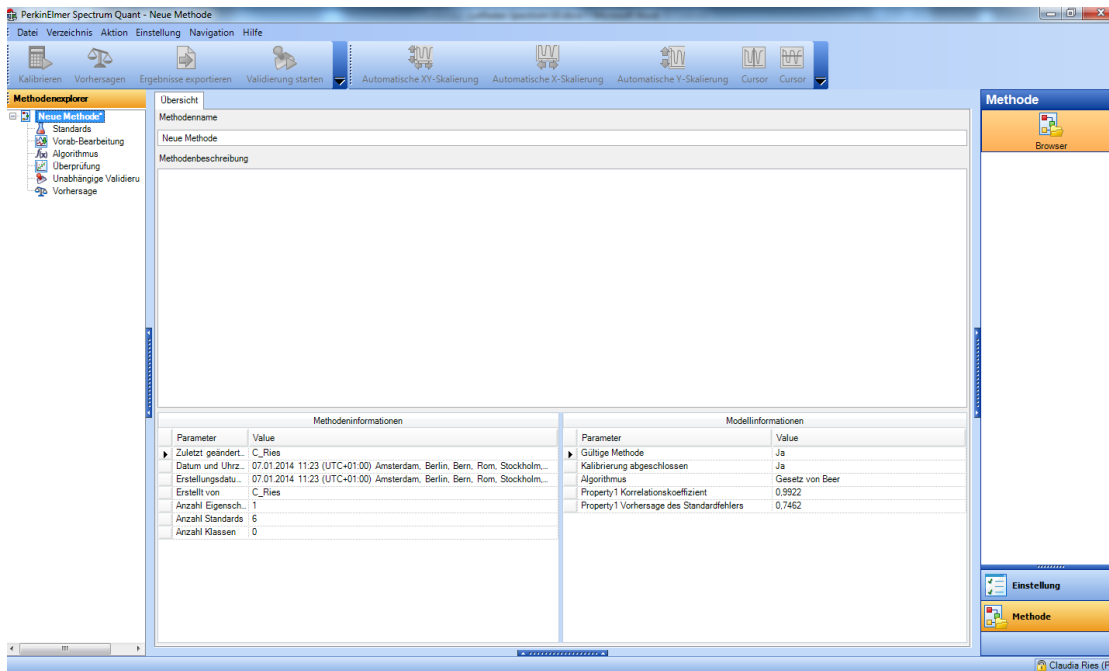 PerkinElmer Spectrum Quant - Neue Methode
Datei Verzeichnis Aktion Einstellung Navigation Hilfe
Kalibrieren Vorhersagen Ergebnisse exportieren Validierung starten Automatische XY-Skalierung Automatische X-Skalierung Automatische Y-Skalierung Cursor Cursor
Methodenexplorer
Neue Methode*
Standards
Vorab-Bearbeitung
f(x) Algorithmus
Überprüfung
Unabhängige Validieru
Vorhersage
Übersicht
Methodenname
Neue Methode
Methodenbeschreibung
Methodeninformationen
Parameter Value
Zuletzt geändert... C_Ries
Datum und Uhrz... 07.01.2014 11:23 (UTC+01:00) Amsterdam, Berlin, Bern, Rom, Stockholm,...
Erstellungsdatu... 07.01.2014 11:23 (UTC+01:00) Amsterdam, Berlin, Bern, Rom, Stockholm,...
Erstellt von C_Ries
Anzahl Eigensch... 1
Anzahl Standards 6
Anzahl Klassen 0
Modellinformationen
Parameter Value
Gültige Methode Ja
Kalibrierung abgeschlossen Ja
Algorithmus Gesetz von Beer
Property1 Korrelationskoeffizient 0,9922
Property1 Vorhersage des Standardfehlers 0,7462
Methode
Browser
Einstellung
Methode
Claudia Ries (P